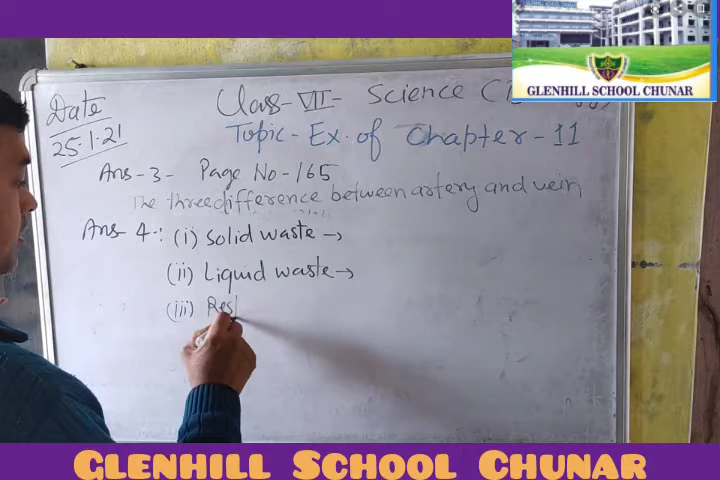 GLENHILL SCHOOL CHUNAR
Date
25.1.21
Class-VII- Science
Topic-Ex. of Chapter-11
Ans-3- Page No-165
The three difference between artery and vein
Ans-4: (i) Solid waste→
(ii) Liquid waste→
(iii) Res
GLENHILL SCHOOL CHUNAR